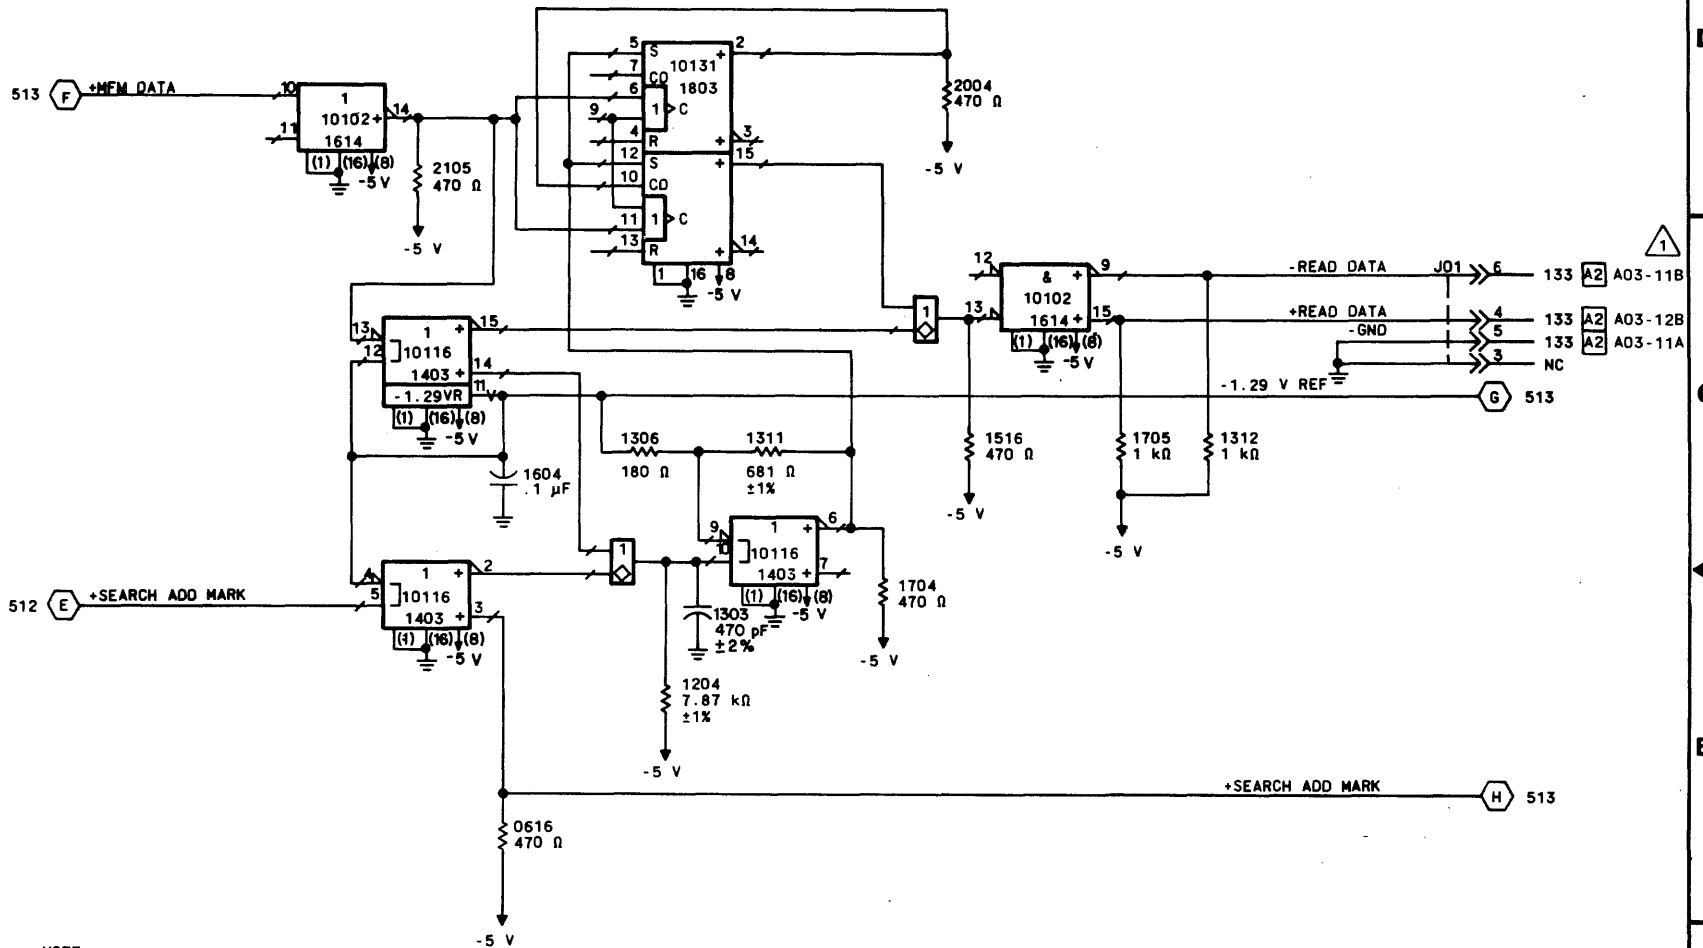 513 F +MFM DATA
10
11
1
10102 +
1614
14
(1) (16) (8)
-5 V
2105
470 Ω
-5 V
5 S + 2
7 CD
10131
1803
6
9 1 C
4 R + 3
12 S + 15
10 CD
11 1 C
13 R + 14
1 16 8
-5 V
2004
470 Ω
-5 V
12
13
&
10102
1614 +
+ 9
15
(1) (16) (8)
-5 V
1
-READ DATA J01 6 133 A2 A03-11B
+READ DATA 4 133 A2 A03-12B
-GND 5 133 A2 A03-11A
3 NC
13
12
1 + 15
10116
1403 + 14
-1.29VR 11 V
(1) (16) (8)
-5 V
1
-1.29 V REF G 513
1306
180 Ω
1311
681 Ω
±1%
1516
470 Ω
-5 V
1705
1 kΩ
1312
1 kΩ
-5 V
1604
.1 µF
9
10
1 + 6
10116
1403 + 7
(1) (16) (8)
-5 V
1
1303
470 pF
±2%
1704
470 Ω
-5 V
512 E +SEARCH ADD MARK
4
5
1 + 2
10116
1403 + 3
(1) (16) (8)
-5 V
1204
7.87 kΩ
±1%
-5 V
+SEARCH ADD MARK H 513
0616
470 Ω
-5 V
D